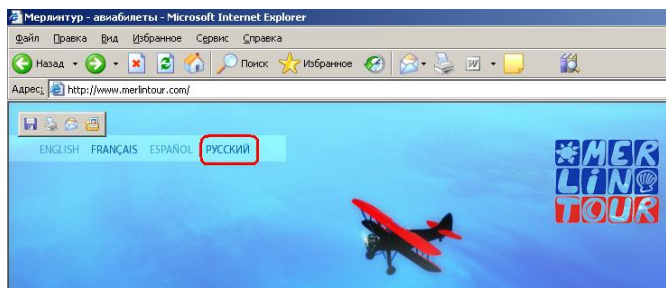 Мерлинтур - авиабилеты - Microsoft Internet Explorer
Файл Правка Вид Избранное Сервис Справка
Назад Поиск Избранное
Адрес: http://www.merlintour.com/
ENGLISH FRANÇAIS ESPAÑOL РУССКИЙ
MER
LiN
TOUR